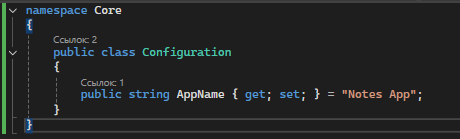 namespace Core
{
Ссылок: 2
public class Configuration
{
Ссылок: 1
public string AppName { get; set; } = "Notes App";
}
}